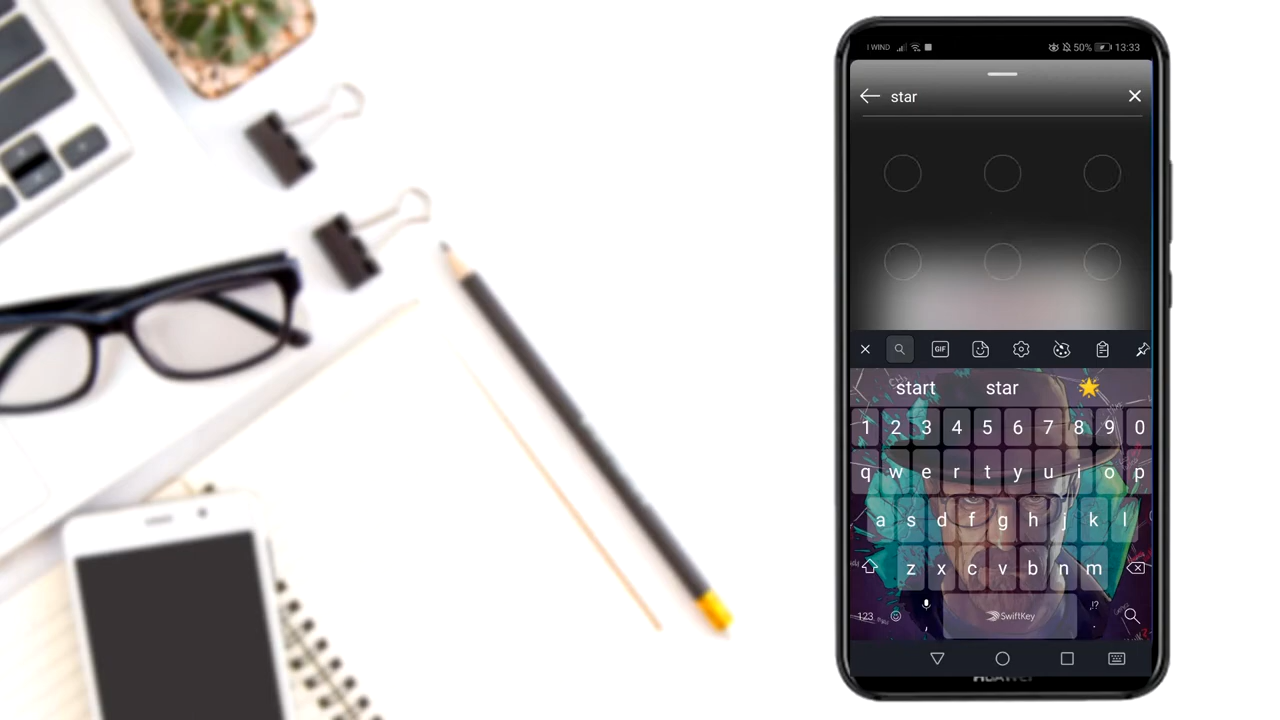 I WIND 50% 13:33
star
GIF
start star
1 2 3 4 5 6 7 8 9 0
q w e r t y u i o p
a s d f g h j k l
z x c v b n m
, SwiftKey .
123 !?
HUAWEI